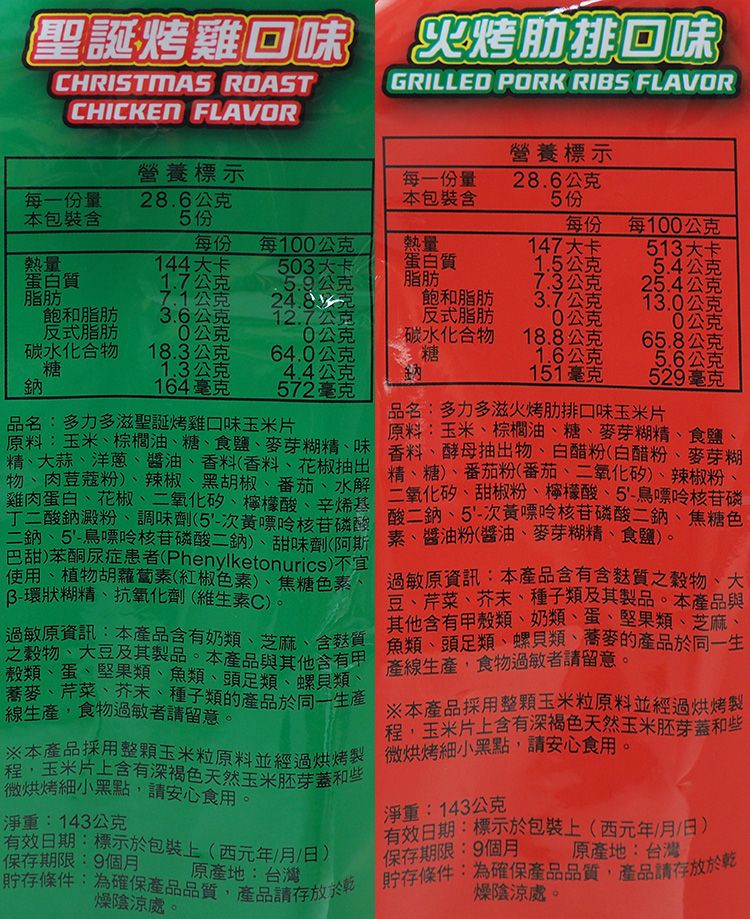 聖誕烤雞口味
CHRISTMAS ROAST
CHICKEN FLAVOR
營養標示
每一份量 28.6公克
本包裝含 5份
每份 每100公克
熱量 144大卡 503大卡
蛋白質 1.7公克 5.9公克
脂肪 7.1公克 24.8公克
飽和脂肪 3.6公克 12.7公克
反式脂肪 0公克 0公克
碳水化合物 18.3公克 64.0公克
糖 1.3公克 4.4公克
鈉 164毫克 572毫克
品名：多力多滋聖誕烤雞口味玉米片
原料：玉米、棕櫚油、糖、食鹽、麥芽糊精、味
精、大蒜、洋蔥、醬油、香料(香料、花椒抽出
物、肉荳蔻粉)、辣椒、黑胡椒、番茄、水解
雞肉蛋白、花椒、二氧化矽、檸檬酸、辛烯基
丁二酸鈉澱粉、調味劑(5'-次黃嘌呤核苷磷酸
二鈉、5'-鳥嘌呤核苷磷酸二鈉)、甜味劑(阿斯
巴甜)苯酮尿症患者(Phenylketonurics)不宜
使用、植物胡蘿蔔素(紅椒色素)、焦糖色素、
β-環狀糊精、抗氧化劑(維生素C)。
過敏原資訊：本產品含有奶類、芝麻、含麩質
之穀物、大豆及其製品。本產品與其他含有甲
殼類、蛋、堅果類、魚類、頭足類、螺貝類、
蕎麥、芹菜、芥末、種子類的產品於同一生產
線生產，食物過敏者請留意。
※本產品採用整顆玉米粒原料並經過烘烤製
程，玉米片上含有深褐色天然玉米胚芽蓋和些
微烘烤細小黑點，請安心食用。
淨重：143公克
有效日期：標示於包裝上（西元年/月/日）
保存期限：9個月 原產地：台灣
貯存條件：為確保產品品質，產品請存放於乾
燥陰涼處。
火烤肋排口味
GRILLED PORK RIBS FLAVOR
營養標示
每一份量 28.6公克
本包裝含 5份
每份 每100公克
熱量 147大卡 513大卡
蛋白質 1.5公克 5.4公克
脂肪 7.3公克 25.4公克
飽和脂肪 3.7公克 13.0公克
反式脂肪 0公克 0公克
碳水化合物 18.8公克 65.8公克
糖 1.6公克 5.6公克
鈉 151毫克 529毫克
品名：多力多滋火烤肋排口味玉米片
原料：玉米、棕櫚油、糖、麥芽糊精、食鹽、
香料、酵母抽出物、白醋粉(白醋粉、麥芽糊
精、糖)、番茄粉(番茄、二氧化矽)、辣椒粉、
二氧化矽、甜椒粉、檸檬酸、5'-鳥嘌呤核苷磷
酸二鈉、5'-次黃嘌呤核苷磷酸二鈉、焦糖色
素、醬油粉(醬油、麥芽糊精、食鹽)。
過敏原資訊：本產品含有含麩質之穀物、大
豆、芹菜、芥末、種子類及其製品。本產品與
其他含有甲殼類、奶類、蛋、堅果類、芝麻、
魚類、頭足類、螺貝類、蕎麥的產品於同一生
產線生產，食物過敏者請留意。
※本產品採用整顆玉米粒原料並經過烘烤製
程，玉米片上含有深褐色天然玉米胚芽蓋和些
微烘烤細小黑點，請安心食用。
淨重：143公克
有效日期：標示於包裝上（西元年/月/日）
保存期限：9個月 原產地：台灣
貯存條件：為確保產品品質，產品請存放於乾
燥陰涼處。